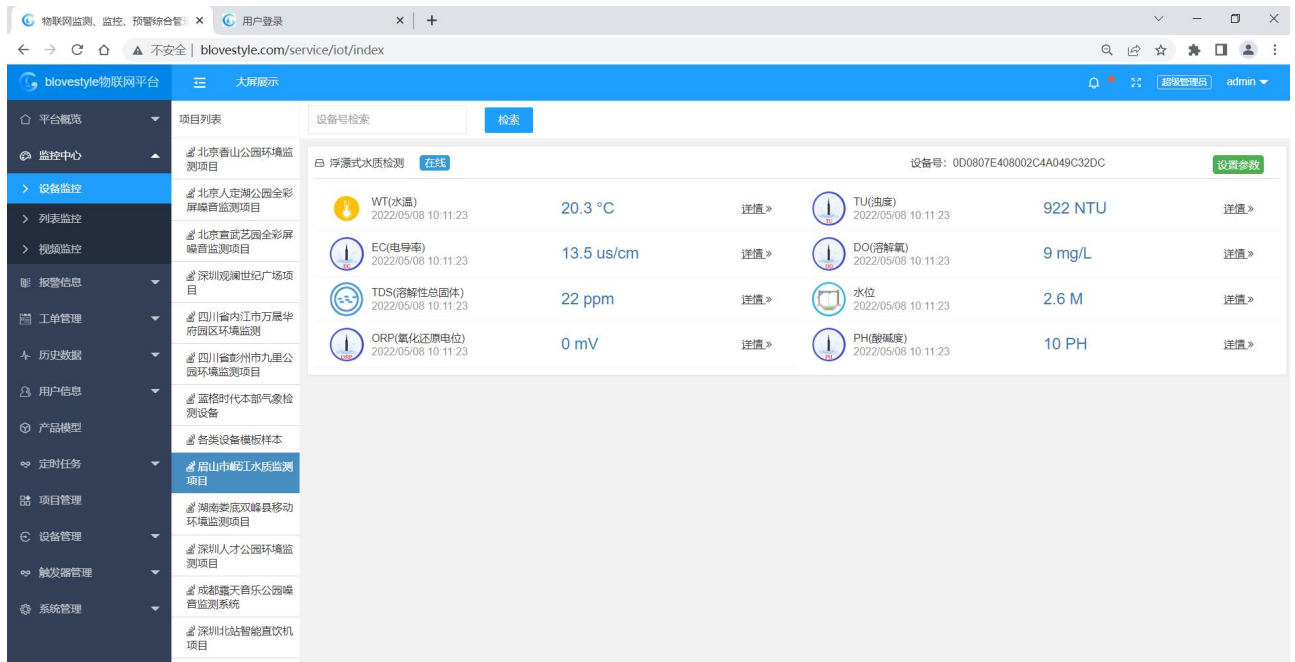 物联网监测、监控、预警综合管
用户登录
不安全 | blovestyle.com/service/iot/index
blovestyle物联网平台
大屏展示
超级管理员
admin
平台概览
监控中心
设备监控
列表监控
视频监控
报警信息
工单管理
历史数据
用户信息
产品模型
定时任务
项目管理
设备管理
触发器管理
系统管理
项目列表
北京香山公园环境监
测项目
北京人定湖公园全彩
屏噪音监测项目
北京宣武艺园全彩屏
噪音监测项目
深圳观澜世纪广场项
目
四川省内江市万晟华
府园区环境监测
四川省彭州市九里公
园环境监测项目
蓝格时代本部气象检
测设备
各类设备模板样本
眉山市岷江水质监测
项目
湖南娄底双峰县移动
环境监测项目
深圳人才公园环境监
测项目
成都露天音乐公园噪
音监测系统
深圳北站智能直饮机
项目
设备号检索
检索
浮漂式水质检测 在线
设备号：0D0807E408002C4A049C32DC
设置参数
WT(水温)
2022/05/08 10:11:23
20.3 °C
详情»
TU
TU(浊度)
2022/05/08 10:11:23
922 NTU
详情»
EC
EC(电导率)
2022/05/08 10:11:23
13.5 us/cm
详情»
DO
DO(溶解氧)
2022/05/08 10:11:23
9 mg/L
详情»
TDS(溶解性总固体)
2022/05/08 10:11:23
22 ppm
详情»
水位
2022/05/08 10:11:23
2.6 M
详情»
ORP
ORP(氧化还原电位)
2022/05/08 10:11:23
0 mV
详情»
PH
PH(酸碱度)
2022/05/08 10:11:23
10 PH
详情»